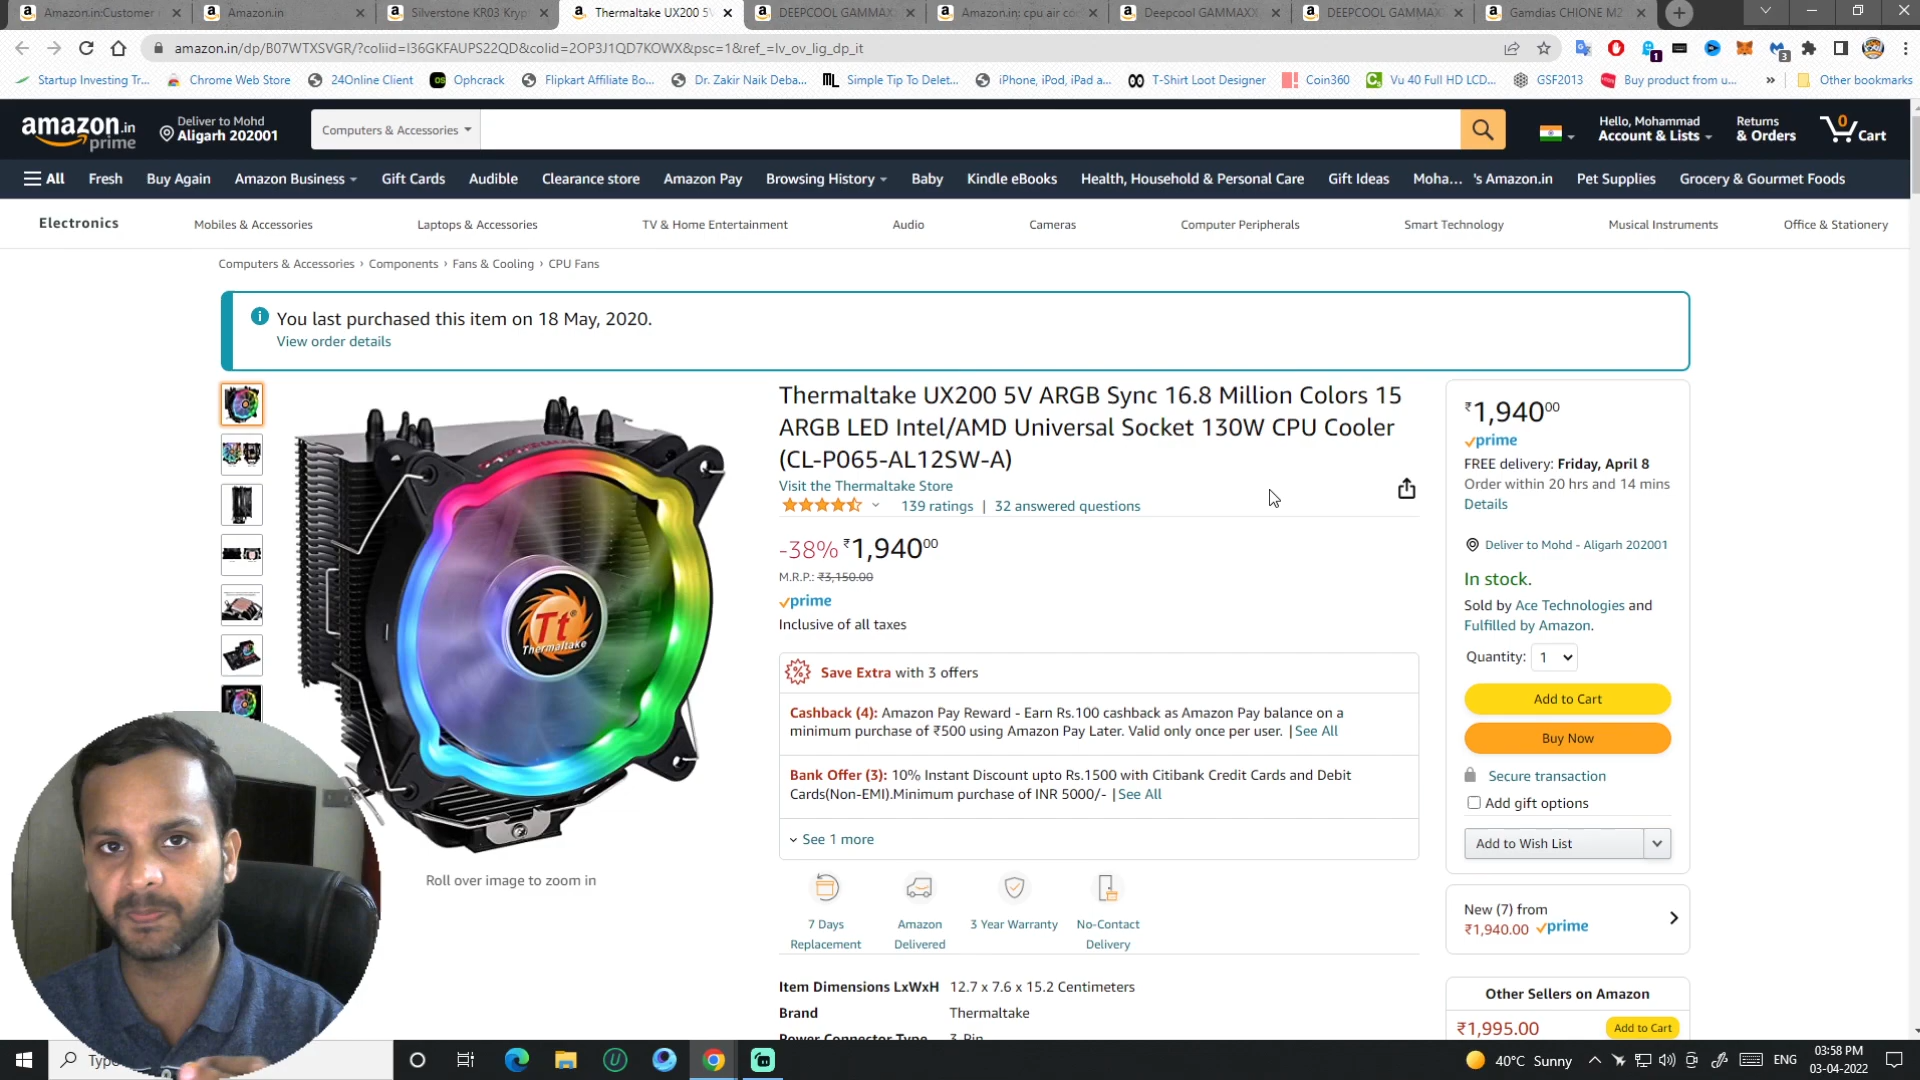 Amazon.in:Customer
Amazon.in
Silverstone KR03 Kryp
Thermaltake UX200 5V
DEEPCOOL GAMMAX
Amazon.in: cpu air co
Deepcool GAMMAXX
DEEPCOOL GAMMAX
Gamdias CHIONE M2
amazon.in/dp/B07WTXSVGR/?coliid=I36GKFAUPS22QD&colid=2OP3J1QD7KOWX&psc=1&ref_=lv_ov_lig_dp_it
1
3
Startup Investing Tr...
Chrome Web Store
24Online Client
Ophcrack
Flipkart Affiliate Bo...
Dr. Zakir Naik Deba...
Simple Tip To Delet...
iPhone, iPod, iPad a...
T-Shirt Loot Designer
Coin360
Vu 40 Full HD LCD...
GSF2013
Buy product from u...
»
Other bookmarks
amazon.in
prime
Deliver to Mohd
Aligarh 202001
Computers & Accessories
Hello, Mohammad
Account & Lists
Returns
& Orders
0
Cart
All
Fresh
Buy Again
Amazon Business
Gift Cards
Audible
Clearance store
Amazon Pay
Browsing History
Baby
Kindle eBooks
Health, Household & Personal Care
Gift Ideas
Moha... 's Amazon.in
Pet Supplies
Grocery & Gourmet Foods
Electronics
Mobiles & Accessories
Laptops & Accessories
TV & Home Entertainment
Audio
Cameras
Computer Peripherals
Smart Technology
Musical Instruments
Office & Stationery
Computers & Accessories › Components › Fans & Cooling › CPU Fans
You last purchased this item on 18 May, 2020.
View order details
Tt
Thermaltake
Roll over image to zoom in
Thermaltake UX200 5V ARGB Sync 16.8 Million Colors 15
ARGB LED Intel/AMD Universal Socket 130W CPU Cooler
(CL-P065-AL12SW-A)
Visit the Thermaltake Store
139 ratings | 32 answered questions
-38% ₹1,940⁰⁰
M.R.P.: ₹3,150.00
prime
Inclusive of all taxes
Save Extra with 3 offers
Cashback (4): Amazon Pay Reward - Earn Rs.100 cashback as Amazon Pay balance on a
minimum purchase of ₹500 using Amazon Pay Later. Valid only once per user. | See All
Bank Offer (3): 10% Instant Discount upto Rs.1500 with Citibank Credit Cards and Debit
Cards(Non-EMI).Minimum purchase of INR 5000/- | See All
See 1 more
7 Days
Replacement
Amazon
Delivered
3 Year Warranty
No-Contact
Delivery
Item Dimensions LxWxH 12.7 x 7.6 x 15.2 Centimeters
Brand Thermaltake
Power Connector Type 3-Pin
₹1,940⁰⁰
prime
FREE delivery: Friday, April 8
Order within 20 hrs and 14 mins
Details
Deliver to Mohd - Aligarh 202001
In stock.
Sold by Ace Technologies and
Fulfilled by Amazon.
Quantity: 1
Add to Cart
Buy Now
Secure transaction
Add gift options
Add to Wish List
New (7) from
₹1,940.00 prime
Other Sellers on Amazon
₹1,995.00
Add to Cart
Type
40°C Sunny
ENG
03:58 PM
03-04-2022